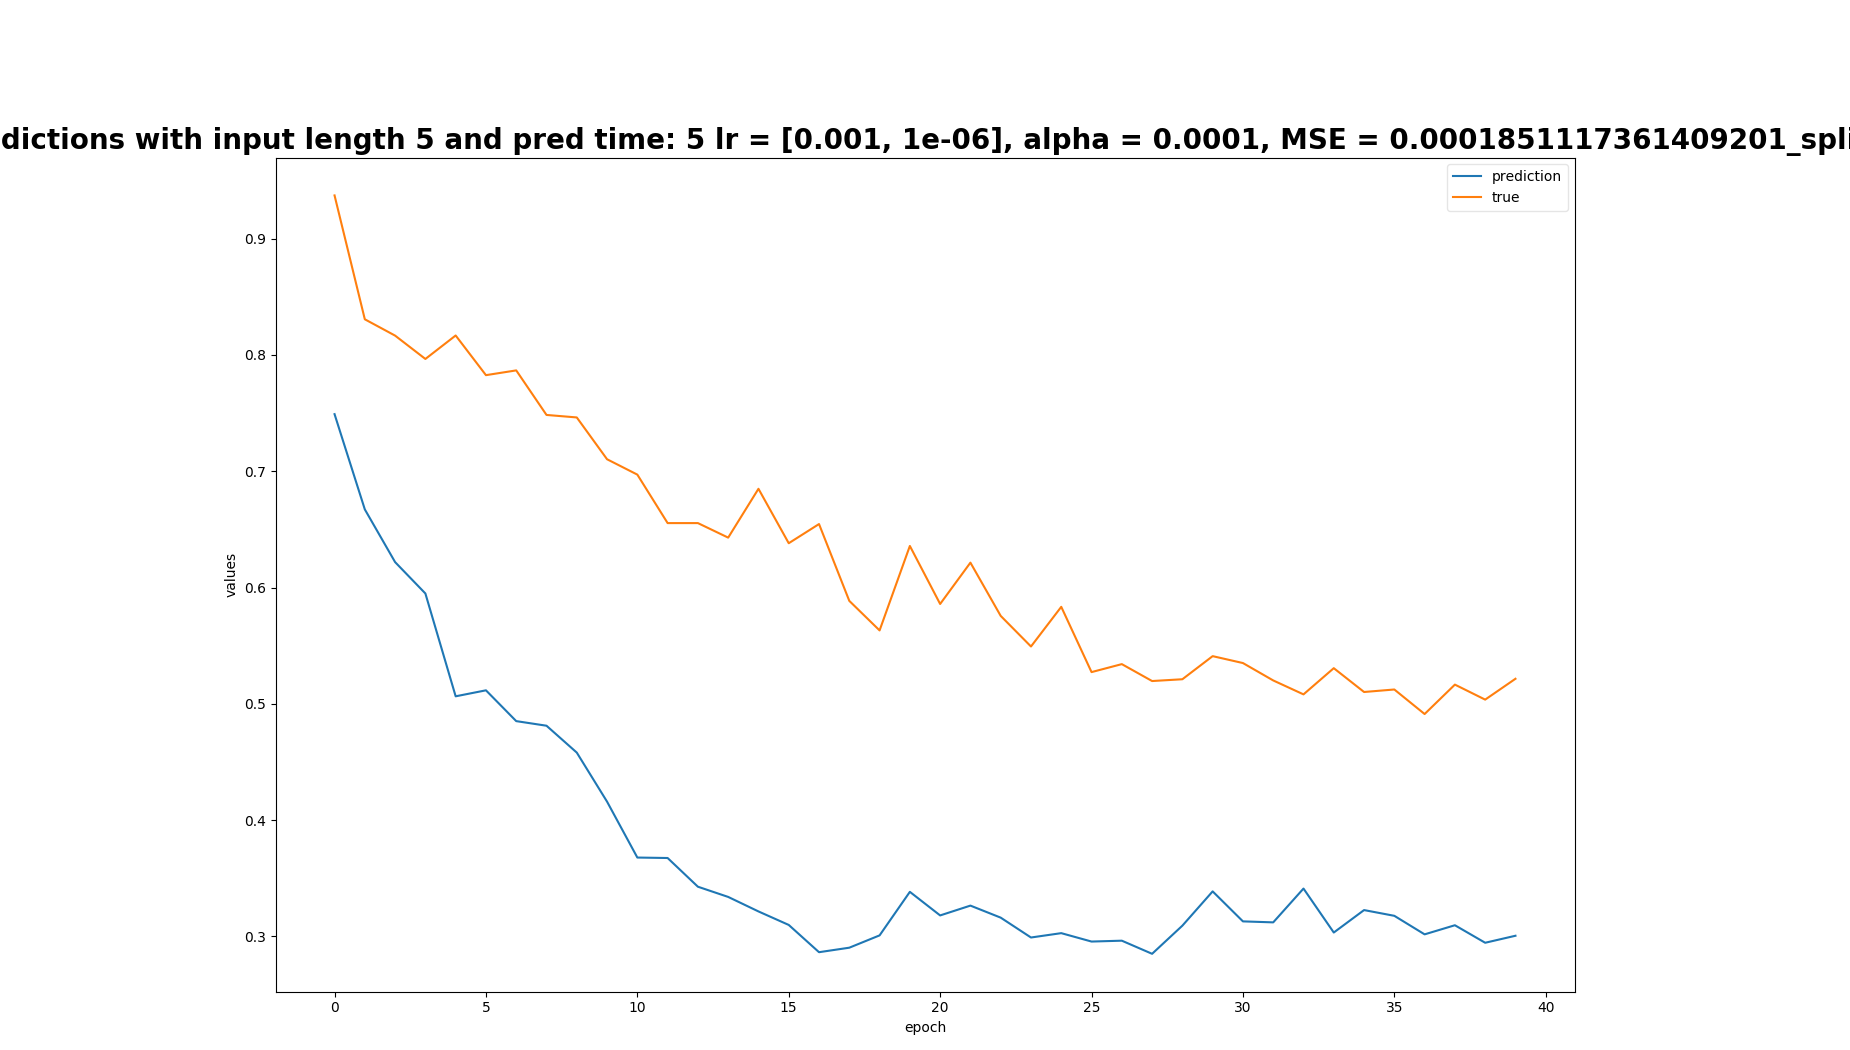 dictions with input length 5 and pred time: 5 lr = [0.001, 1e-06], alpha = 0.0001, MSE = 0.0001851117361409201_spli
prediction
true
0.9
0.8
0.7
0.6
0.5
0.4
0.3
values
0 5 10 15 20 25 30 35 40
epoch